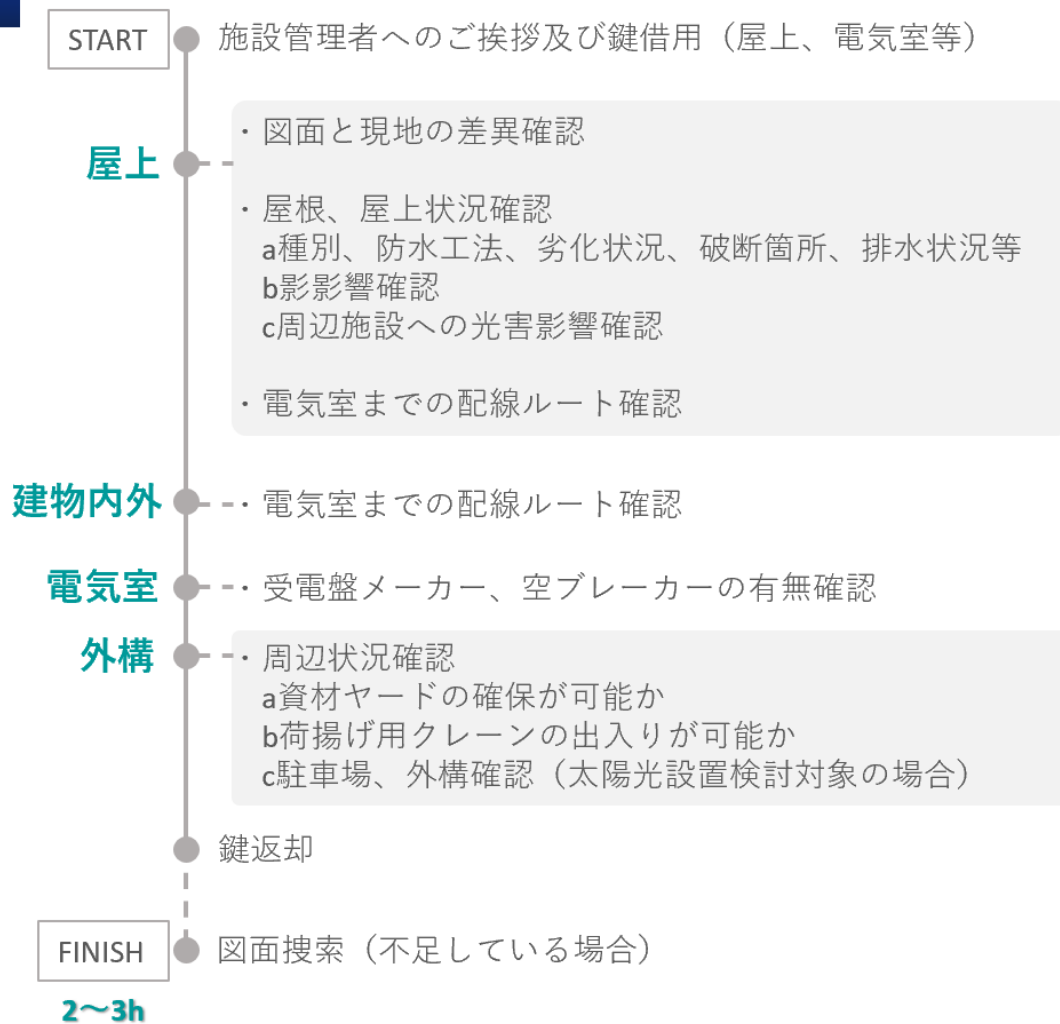 START 施設管理者へのご挨拶及び鍵借用（屋上、電気室等）
屋上
・図面と現地の差異確認
・屋根、屋上状況確認
a種別、防水工法、劣化状況、破断箇所、排水状況等
b影影響確認
c周辺施設への光害影響確認
・電気室までの配線ルート確認
建物内外 ・電気室までの配線ルート確認
電気室 ・受電盤メーカー、空ブレーカーの有無確認
外構 ・周辺状況確認
a資材ヤードの確保が可能か
b荷揚げ用クレーンの出入りが可能か
c駐車場、外構確認（太陽光設置検討対象の場合）
鍵返却
FINISH 図面捜索（不足している場合）
2～3h